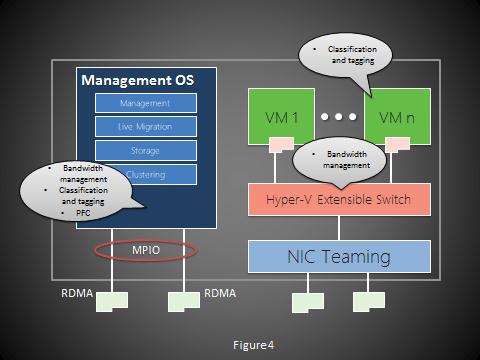 Management OS
Management
Live Migration
Storage
Clustering
• Bandwidth
management
• Classification
and tagging
• PFC
MPIO
RDMA
RDMA
• Classification
and tagging
VM 1
VM n
• Bandwidth
management
Hyper-V Extensible Switch
NIC Teaming
Figure4